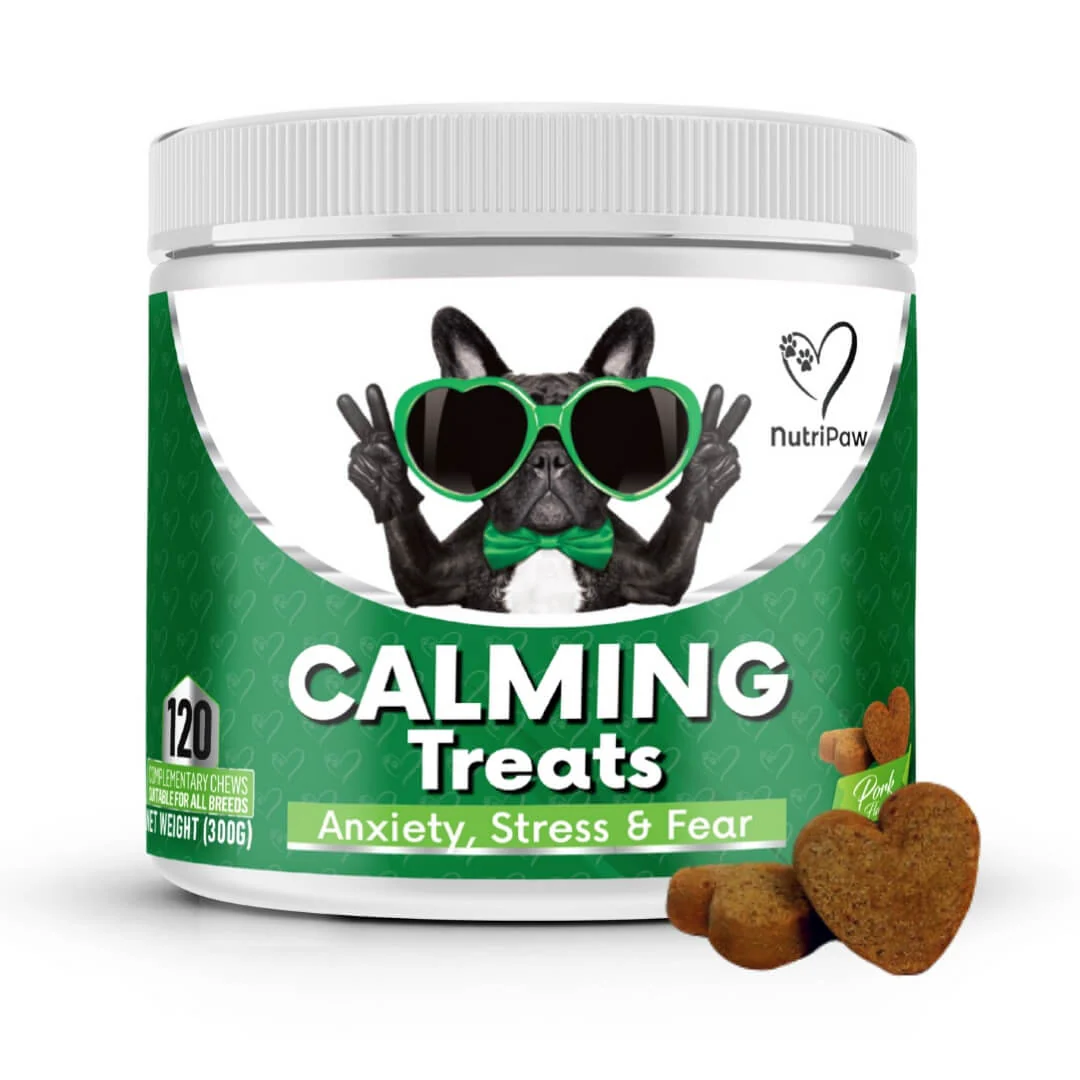 NutriPaw
CALMING
Treats
Anxiety, Stress & Fear
120
COMPLEMENTARY CHEWS
SUITABLE FOR ALL BREEDS
NET WEIGHT (300G)
Pork